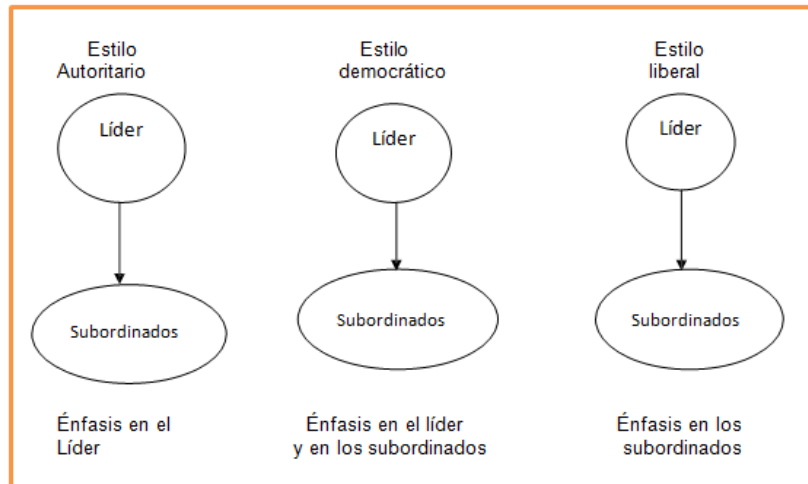 Estilo
Autoritario
Líder
Subordinados
Énfasis en el
Líder
Estilo
democrático
Líder
Subordinados
Énfasis en el líder
y en los subordinados
Estilo
liberal
Líder
Subordinados
Énfasis en los
subordinados